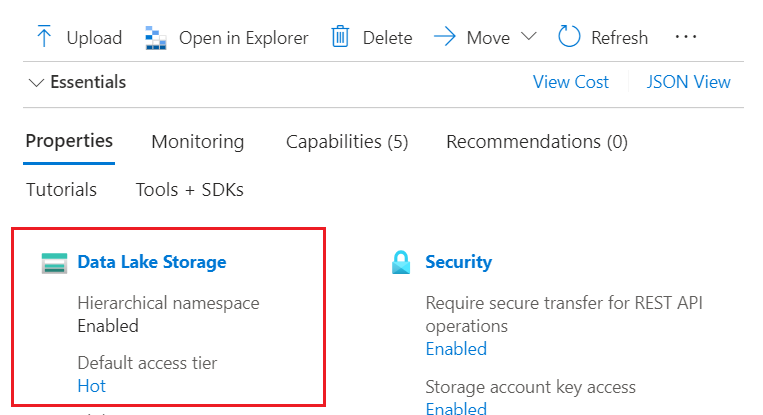 Upload Open in Explorer Delete Move Refresh ...
Essentials View Cost JSON View
Properties Monitoring Capabilities (5) Recommendations (0)
Tutorials Tools + SDKs
Data Lake Storage
Hierarchical namespace
Enabled
Default access tier
Hot
Security
Require secure transfer for REST API
operations
Enabled
Storage account key access
Enabled